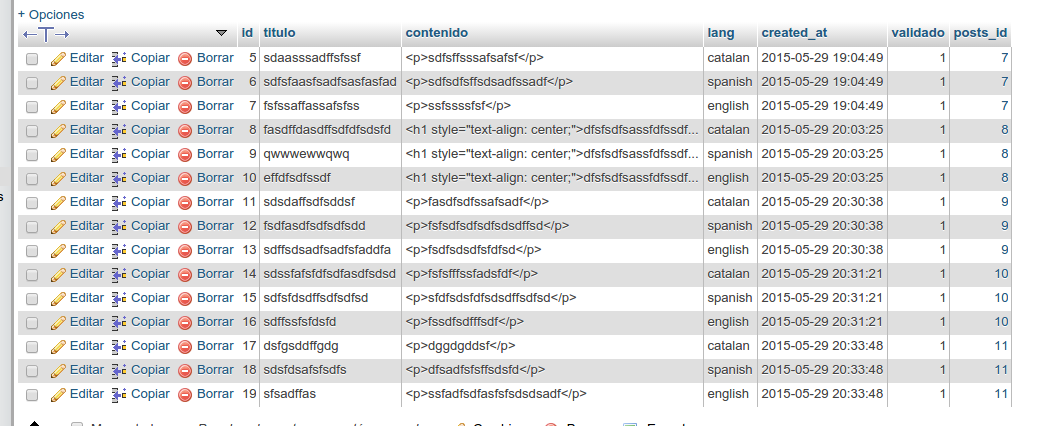 + Opciones
id titulo contenido lang created_at validado posts_id
Editar Copiar Borrar 5 sdaasssadffsfssf <p>sdfsffsssafsafsf</p> catalan 2015-05-29 19:04:49 1 7
Editar Copiar Borrar 6 sdfsfaasfsadfsasfasfad <p>sdfsdfsffsdsadfssadf</p> spanish 2015-05-29 19:04:49 1 7
Editar Copiar Borrar 7 fsfssaffassafsfss <p>ssfssssfsf</p> english 2015-05-29 19:04:49 1 7
Editar Copiar Borrar 8 fasdffdasdffsdfdfsdsfd <h1 style="text-align: center;">dfsfsdfsassfdfssdf... catalan 2015-05-29 20:03:25 1 8
Editar Copiar Borrar 9 qwwwewwqwq <h1 style="text-align: center;">dfsfsdfsassfdfssdf... spanish 2015-05-29 20:03:25 1 8
Editar Copiar Borrar 10 effdfsdfssdf <h1 style="text-align: center;">dfsfsdfsassfdfssdf... english 2015-05-29 20:03:25 1 8
Editar Copiar Borrar 11 sdsdaffsdfsddsf <p>fasdfsdfssafsadf</p> catalan 2015-05-29 20:30:38 1 9
Editar Copiar Borrar 12 fsdfasdfsdfsdfsdd <p>fsfsdfsdfsdfsdsdffsd</p> spanish 2015-05-29 20:30:38 1 9
Editar Copiar Borrar 13 sdffsdsadfsadfsfaddfa <p>fsdfsdsdfsfdfsd</p> english 2015-05-29 20:30:38 1 9
Editar Copiar Borrar 14 sdssfafsfdfsdfasdfsdsd <p>fsfsfffssfadsfdf</p> catalan 2015-05-29 20:31:21 1 10
Editar Copiar Borrar 15 sdfsfdsdffsdfsdfsd <p>sfdfsdsfdfsdsdffsdfsd</p> spanish 2015-05-29 20:31:21 1 10
Editar Copiar Borrar 16 sdffssfsfdsfd <p>fssdfsdfffsdf</p> english 2015-05-29 20:31:21 1 10
Editar Copiar Borrar 17 dsfgsddffgdg <p>dggdgddsf</p> catalan 2015-05-29 20:33:48 1 11
Editar Copiar Borrar 18 sdsfdsafsfsdfs <p>dfsadfsfsffsdsfd</p> spanish 2015-05-29 20:33:48 1 11
Editar Copiar Borrar 19 sfsadffas <p>ssfadfsdfasfsfsdsdsadf</p> english 2015-05-29 20:33:48 1 11